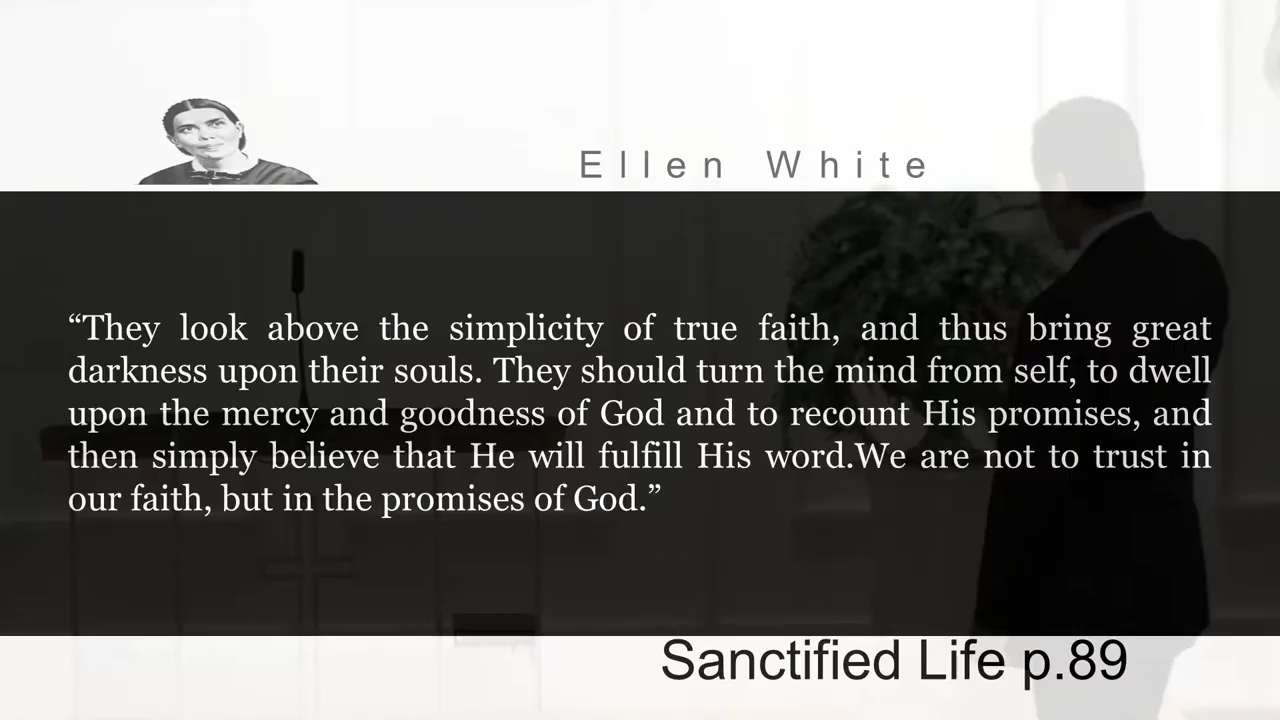 Ellen White
“They look above the simplicity of true faith, and thus bring great
darkness upon their souls. They should turn the mind from self, to dwell
upon the mercy and goodness of God and to recount His promises, and
then simply believe that He will fulfill His word.We are not to trust in
our faith, but in the promises of God.”
Sanctified Life p.89